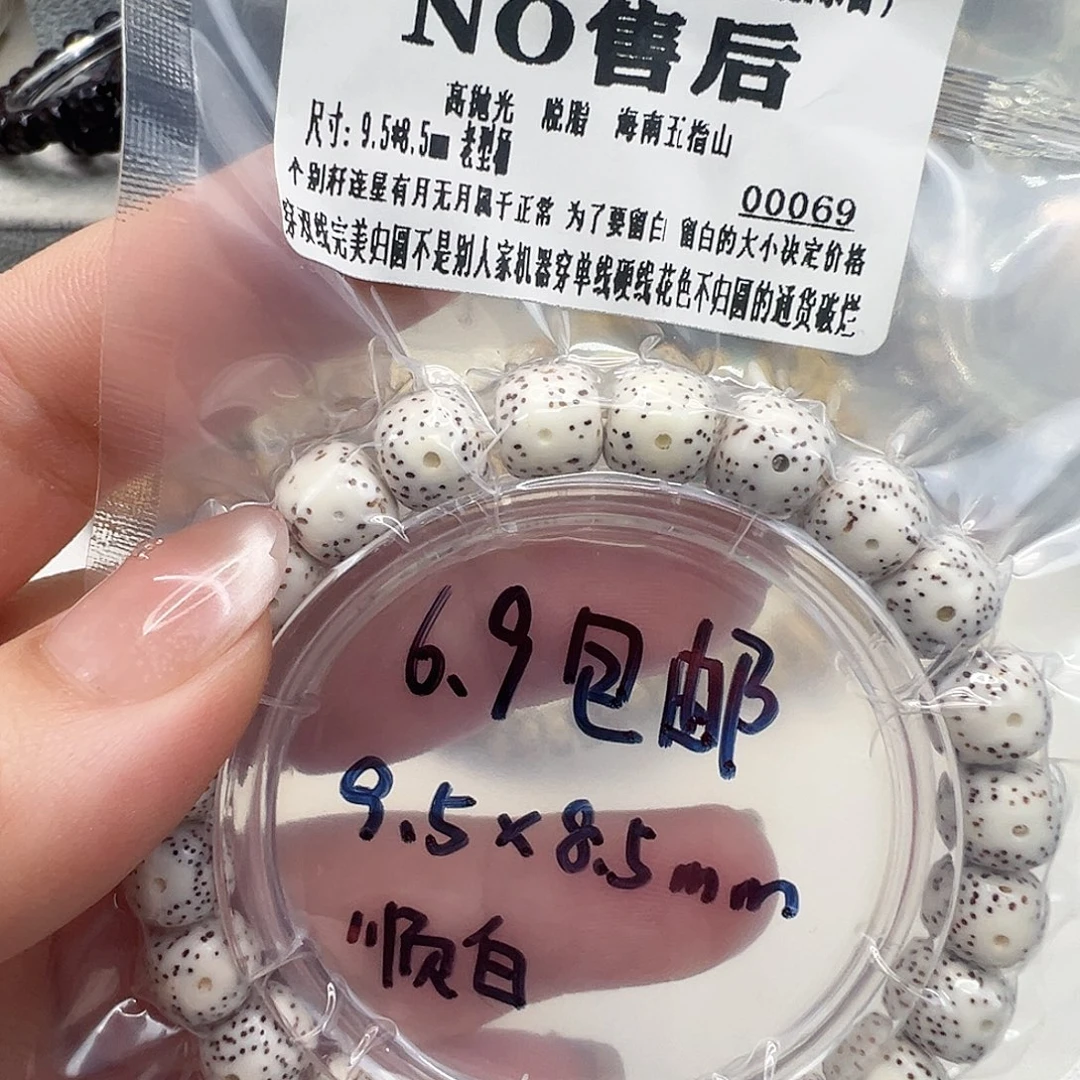 NO售后
高抛光 脱脂 海南五指山
尺寸：9.5*8.5mm 老型桶
00069
个别籽连显有月无月属于正常 为了要留白 留白的大小决定价格
穿双线完美归圆不是别人家机器穿单线硬线花色不归圆的通货破烂
6.9包邮
9.5×8.5mm
顺白